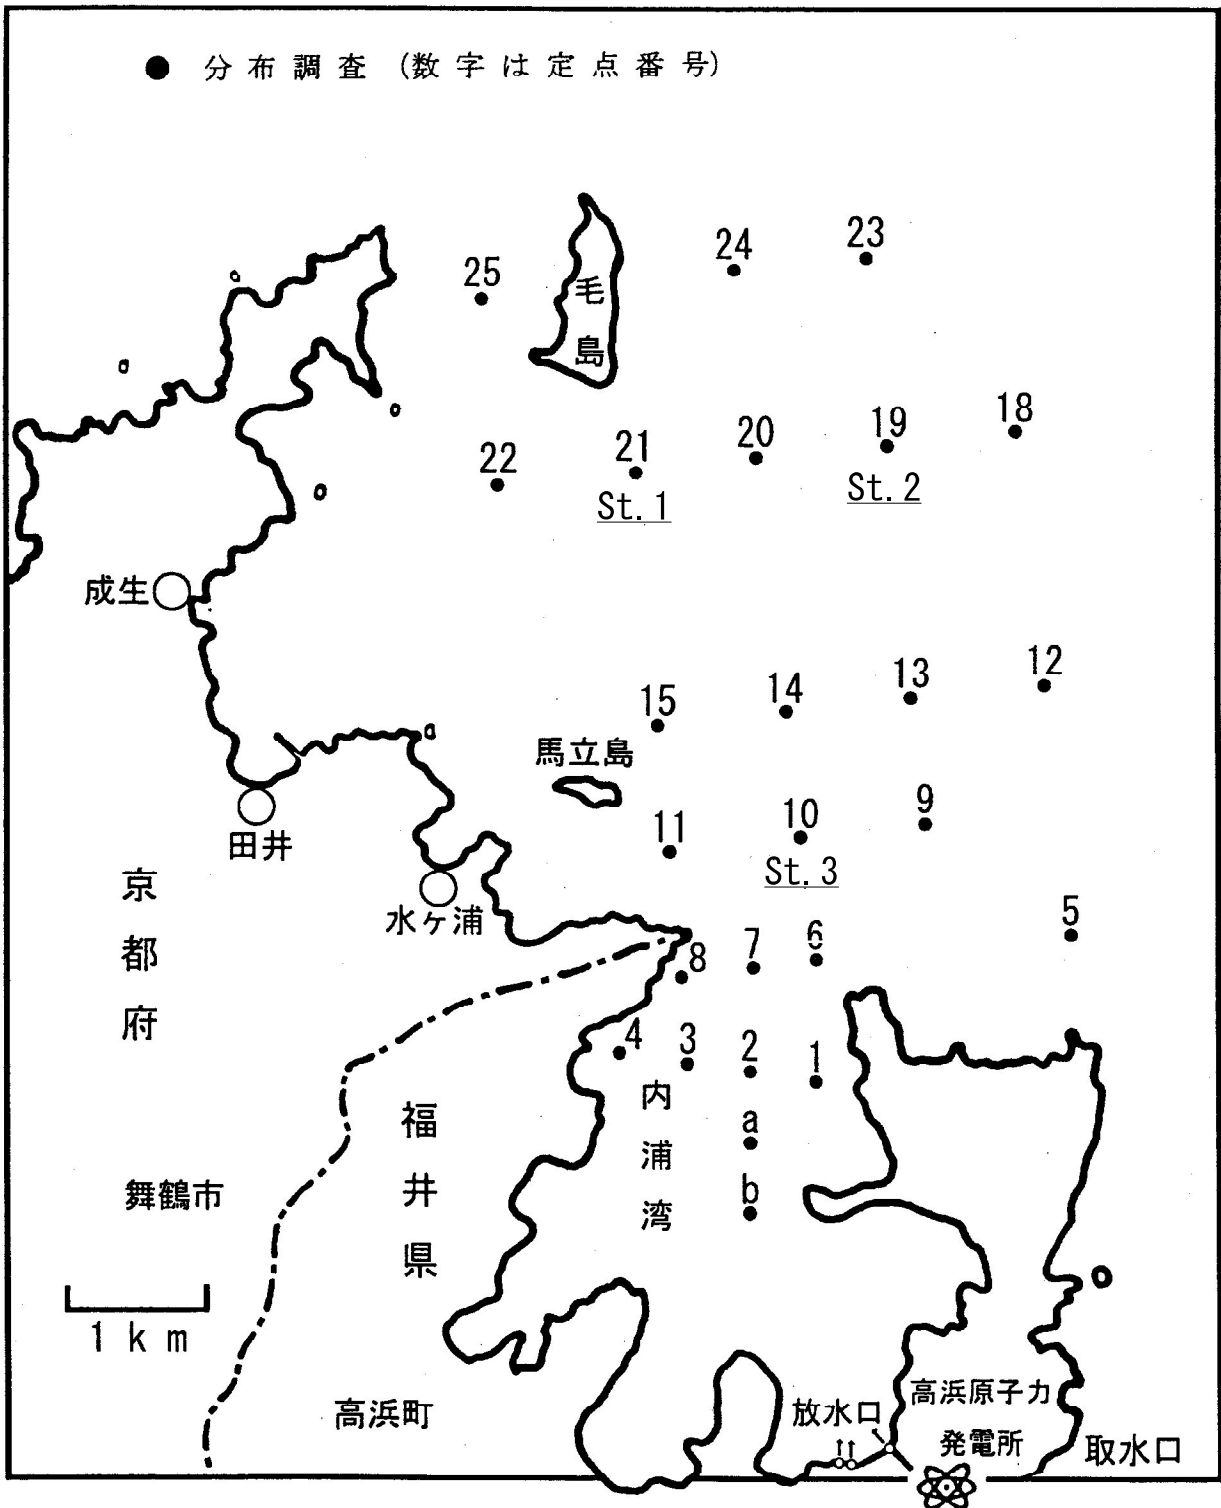 ● 分布調査 (数字は定点番号)
23
24
25
毛島
18
19
20
21
22
St. 2
St. 1
成生
12
13
14
15
馬立島
9
10
11
St. 3
田井
京都府
水ヶ浦
5
6
7
8
4
3
2
1
内浦湾
a
b
福井県
舞鶴市
1km
高浜町
放水口
高浜原子力
発電所
取水口